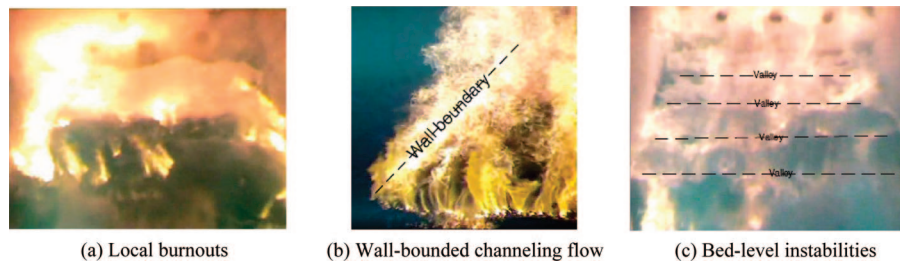 Wall-boundary
Valley
Valley
Valley
Valley
(a) Local burnouts
(b) Wall-bounded channeling flow
(c) Bed-level instabilities